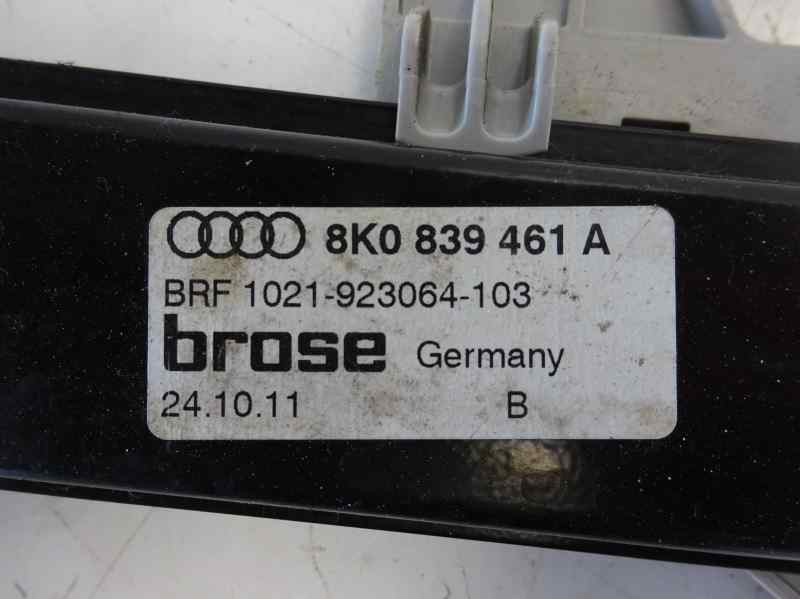 8K0 839 461 A
BRF 1021-923064-103
brose Germany
24.10.11 B